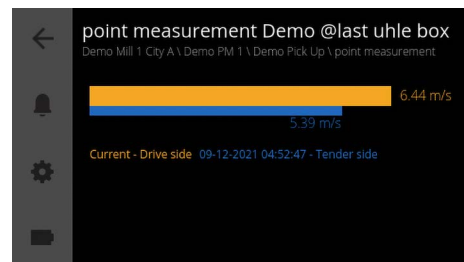 point measurement Demo @last uhle box
Demo Mill 1 City A \ Demo PM 1 \ Demo Pick Up \ point measurement
6.44 m/s
5.39 m/s
Current - Drive side 09-12-2021 04:52:47 - Tender side